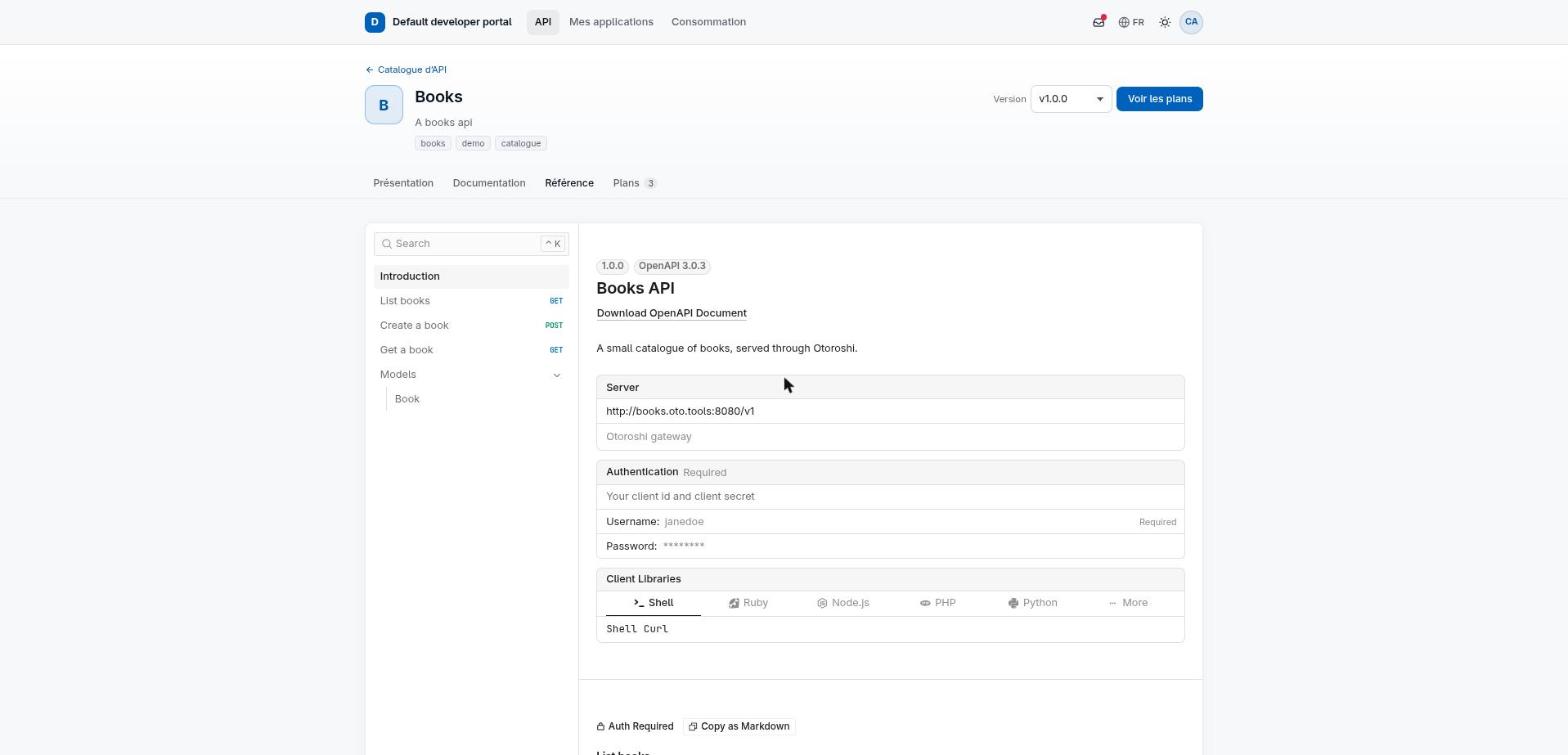 D Default developer portal API Mes applications Consommation FR CA
← Catalogue d'API
B Books
A books api
books demo catalogue
Version v1.0.0 Voir les plans
Présentation Documentation Référence Plans 3
Search ^ K
Introduction
List books GET
Create a book POST
Get a book GET
Models
Book
1.0.0 OpenAPI 3.0.3
Books API
Download OpenAPI Document
A small catalogue of books, served through Otoroshi.
Server
http://books.oto.tools:8080/v1
Otoroshi gateway
Authentication Required
Your client id and client secret
Username: janedoe Required
Password: ********
Client Libraries
Shell Ruby Node.js PHP Python More
Shell Curl
Auth Required Copy as Markdown
List books